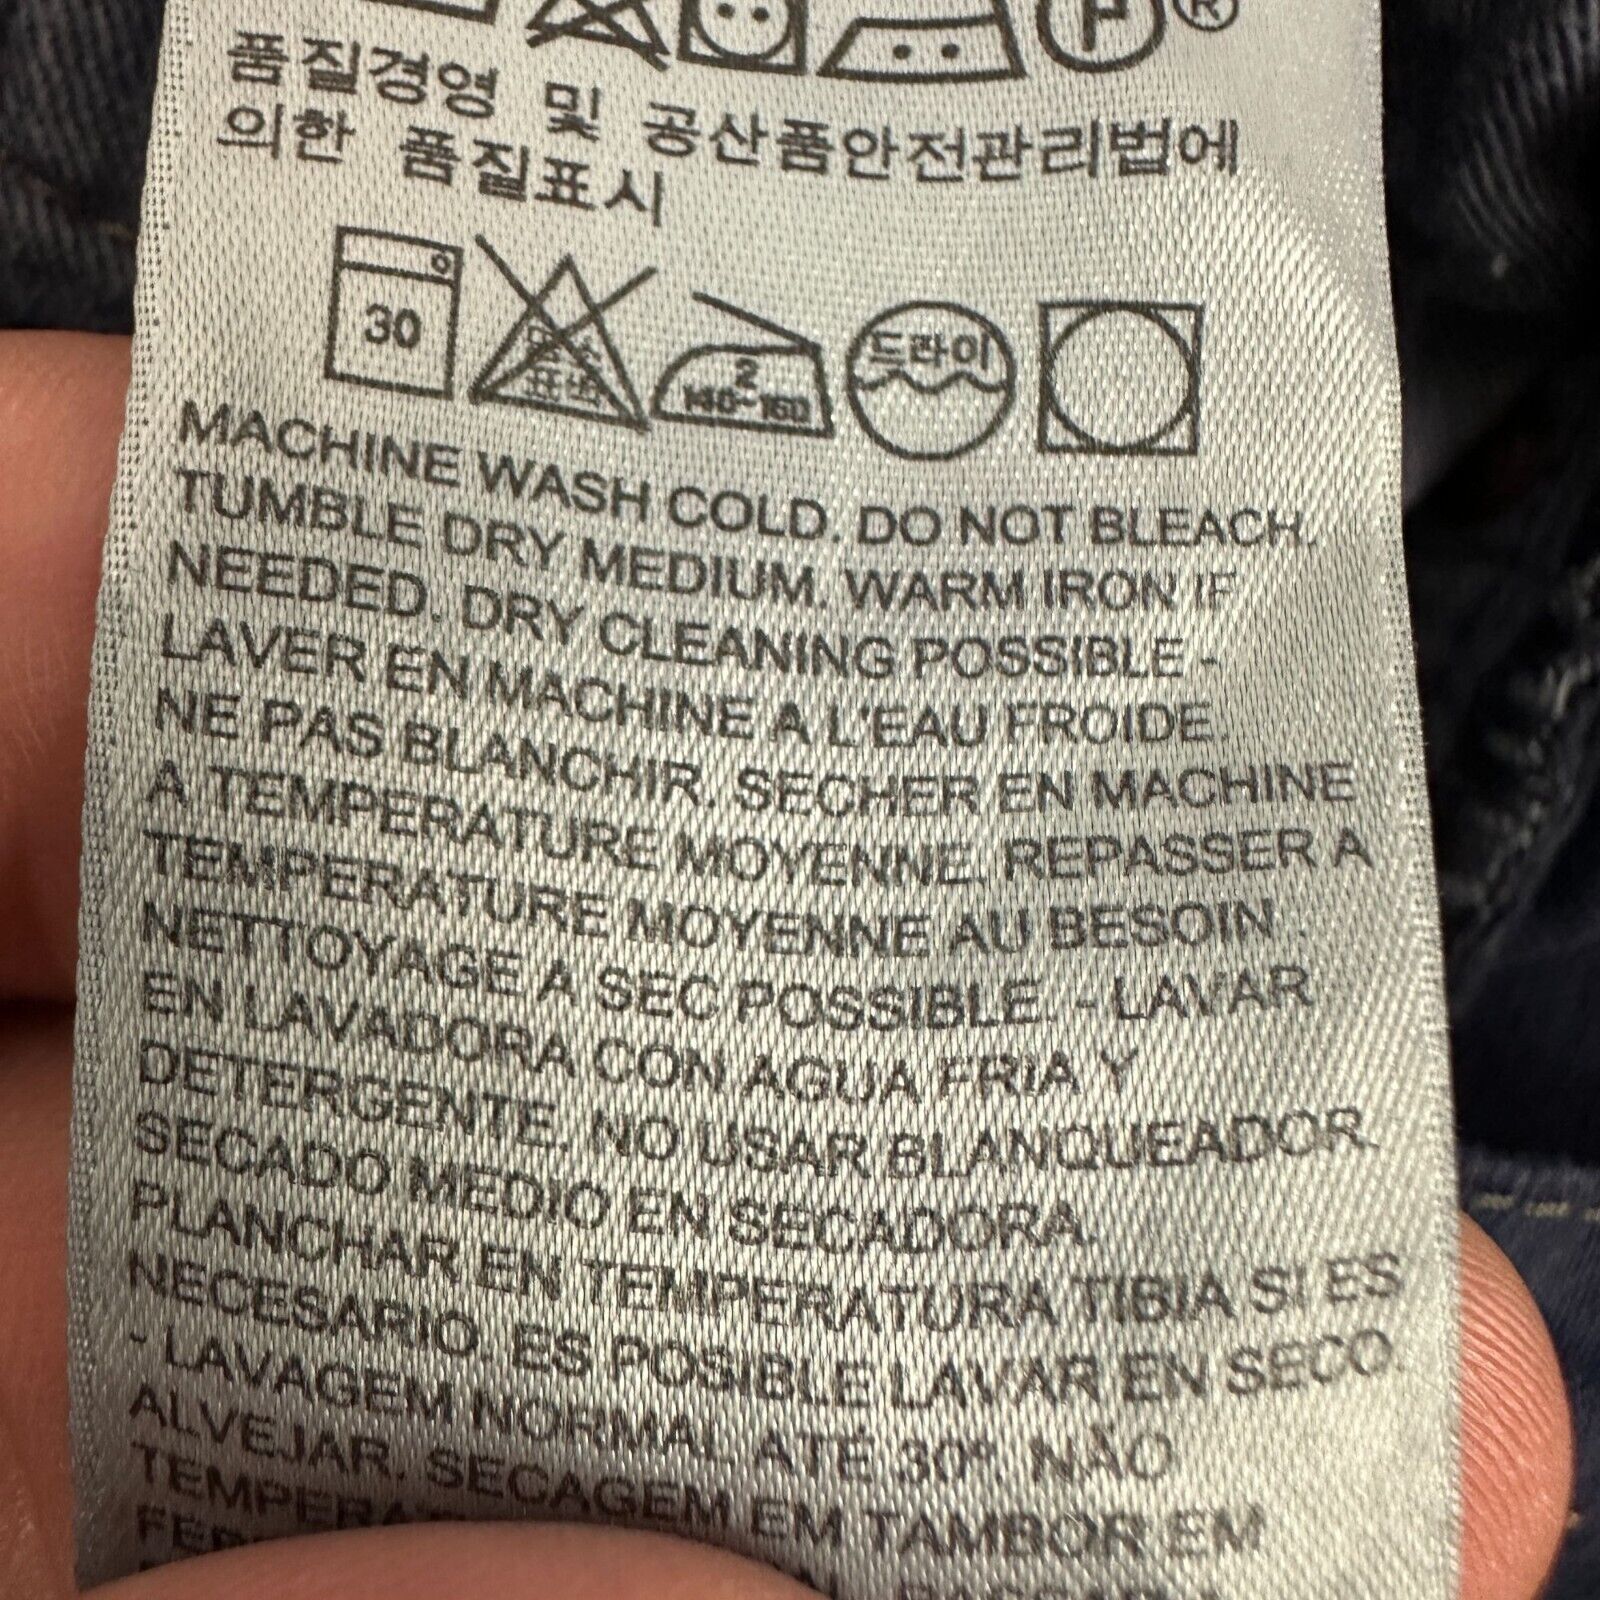 P ®
품질경영 및 공산품안전관리법에
의한 품질표시
30
2
140~160
드라이
MACHINE WASH COLD. DO NOT BLEACH.
TUMBLE DRY MEDIUM. WARM IRON IF
NEEDED. DRY CLEANING POSSIBLE -
LAVER EN MACHINE A L'EAU FROIDE
NE PAS BLANCHIR. SECHER EN MACHINE
A TEMPERATURE MOYENNE. REPASSER A
TEMPERATURE MOYENNE AU BESOIN.
NETTOYAGE A SEC POSSIBLE. - LAVAR
EN LAVADORA CON AGUA FRIA Y
DETERGENTE. NO USAR BLANQUEADOR.
SECADO MEDIO EN SECADORA.
PLANCHAR EN TEMPERATURA TIBIA SI ES
NECESARIO. ES POSIBLE LAVAR EN SECO
- LAVAGEM NORMAL ATÉ 30º. NÃO
ALVEJAR. SECAGEM EM TAMBOR EM